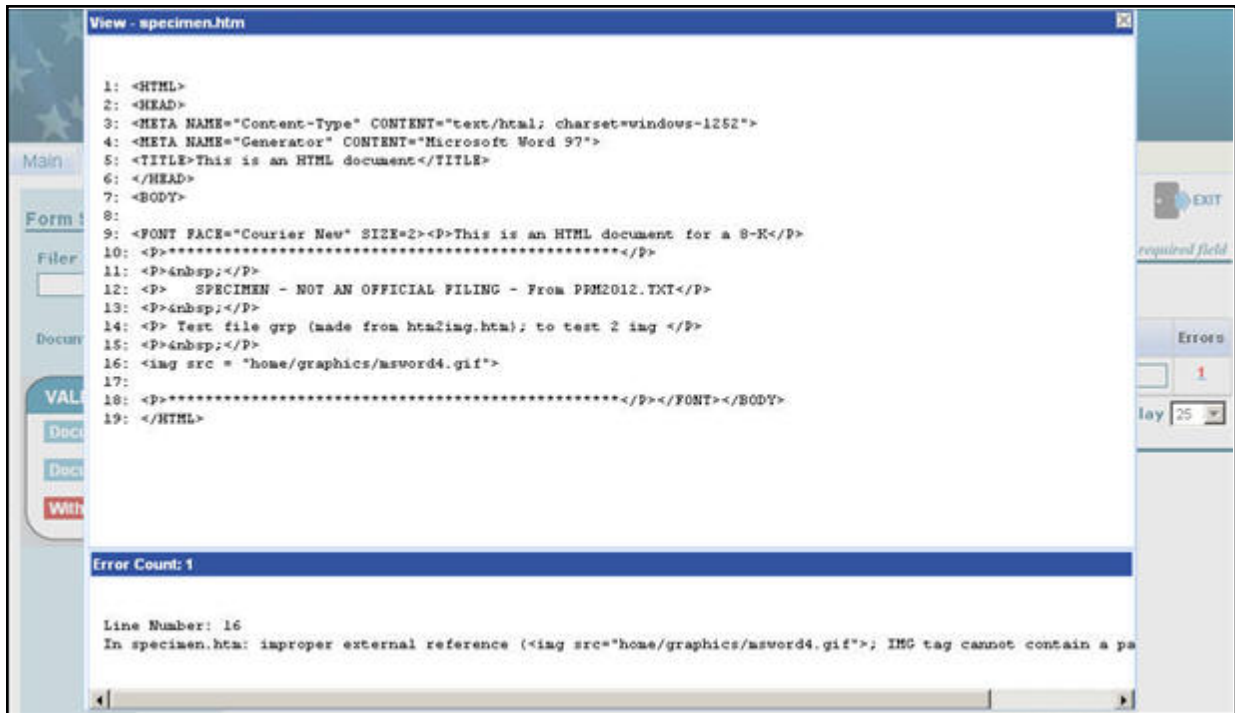 View - specimen.htm
1: <HTML>
2: <HEAD>
3: <META NAME="Content-Type" CONTENT="text/html; charset=windows-1252">
4: <META NAME="Generator" CONTENT="Microsoft Word 97">
5: <TITLE>This is an HTML document</TITLE>
6: </HEAD>
7: <BODY>
8:
9: <FONT FACE="Courier New" SIZE=2><P>This is an HTML document for a 8-K</P>
10: <P>****************************************************</P>
11: <P>&nbsp;</P>
12: <P>   SPECIMEN - NOT AN OFFICIAL FILING - From PRM2012.TXT</P>
13: <P>&nbsp;</P>
14: <P> Test file grp (made from htm2img.htm); to test 2 img </P>
15: <P>&nbsp;</P>
16: <img src = "home/graphics/msword4.gif">
17:
18: <P>****************************************************</P></FONT></BODY>
19: </HTML>
Error Count: 1
Line Number: 16
In specimen.htm: improper external reference (<img src="home/graphics/msword4.gif">; IMG tag cannot contain a pa
Main
Form S
Filer
Docum
VALI
Docu
Docu
With
EXIT
required field
Errors
1
lay 25